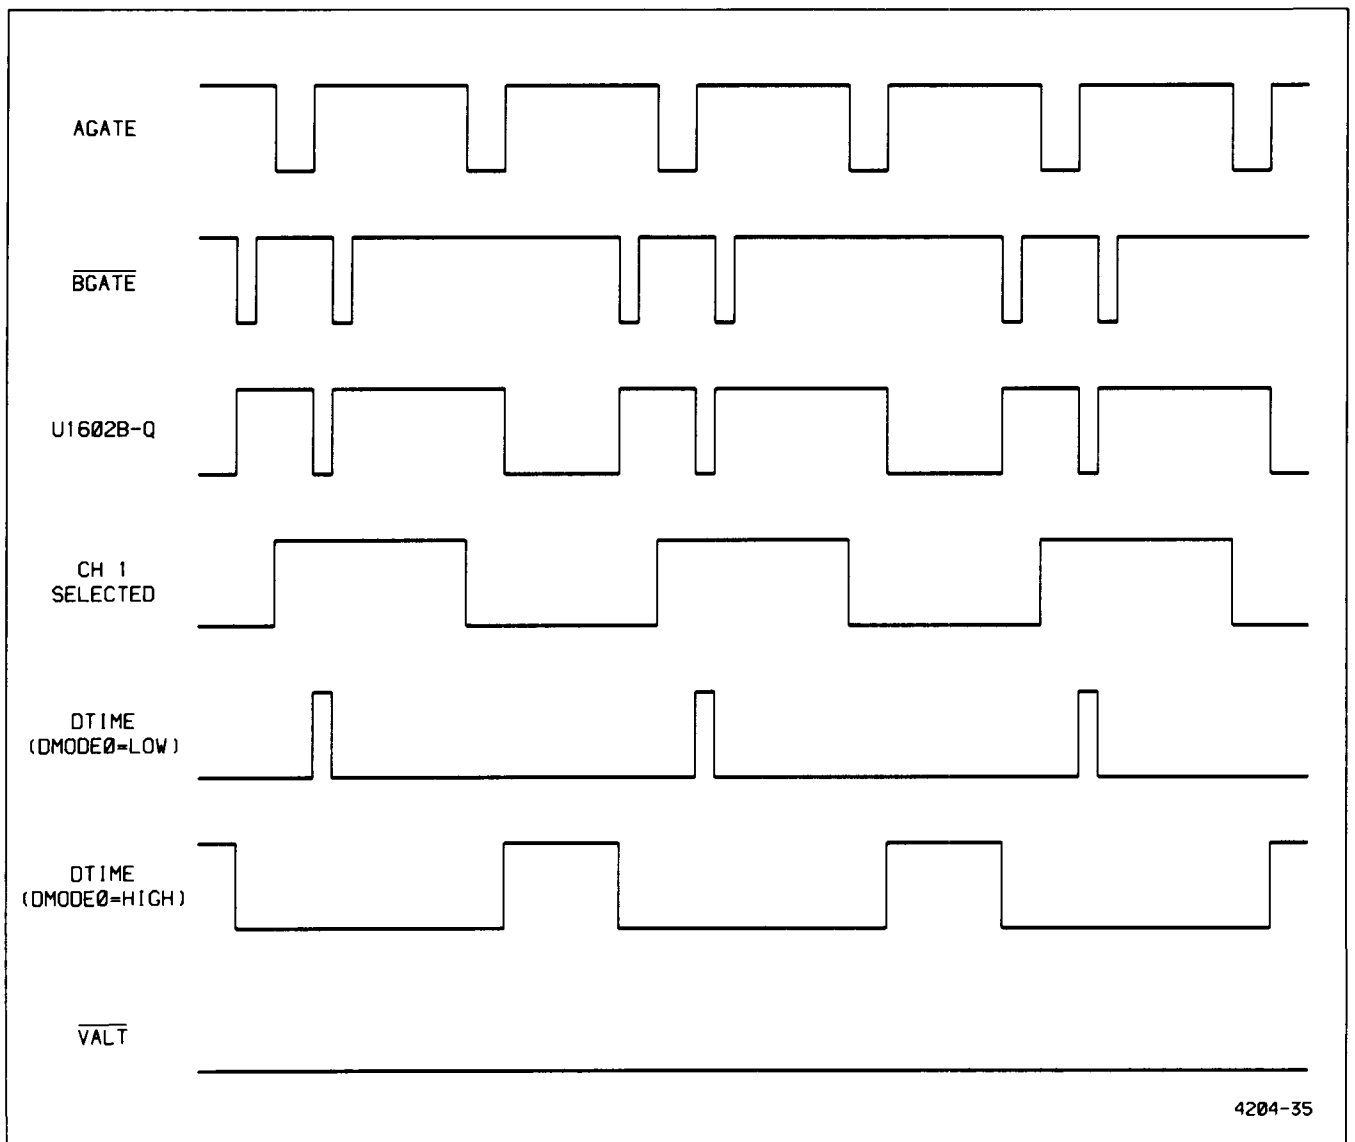 AGATE
BGATE
U1602B-Q
CH 1
SELECTED
DTIME
(DMODE0=LOW)
DTIME
(DMODE0=HIGH)
VALT
4204-35